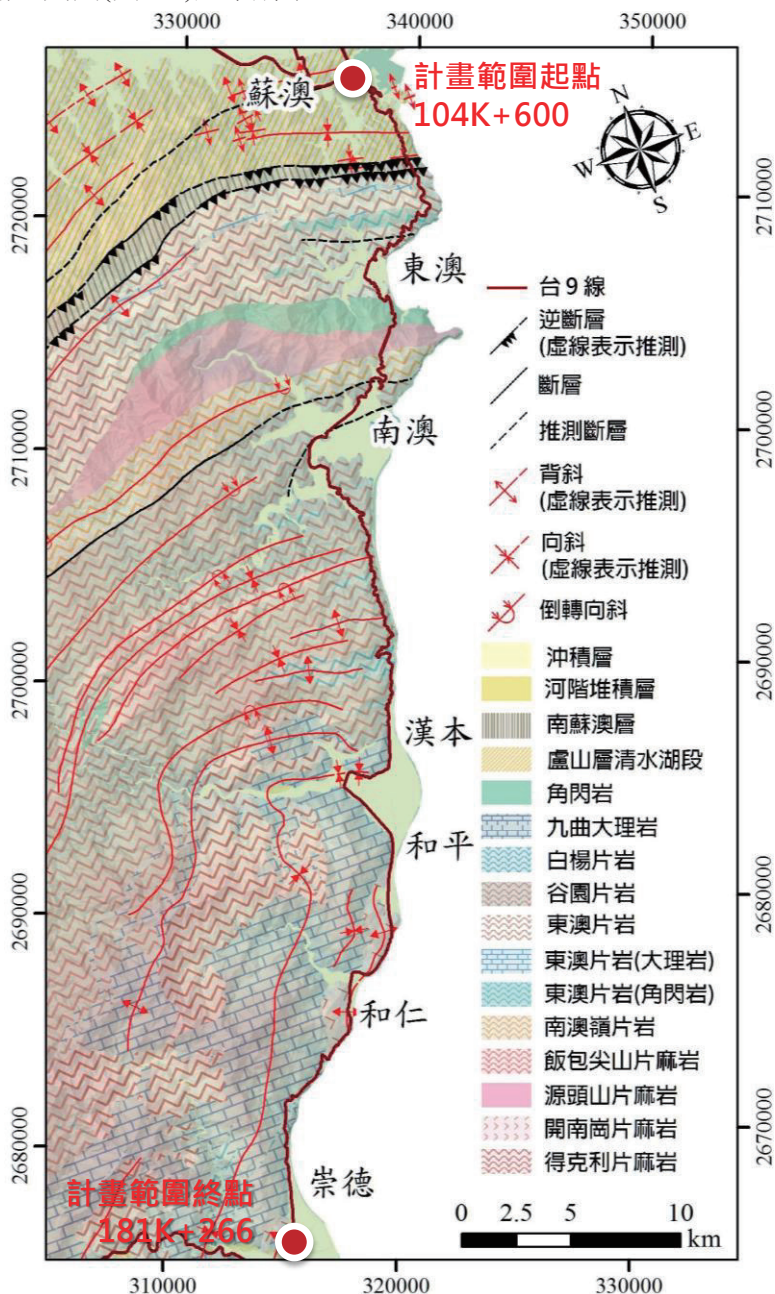 330000
340000
350000
蘇澳
計畫範圍起點
104K+600
N
E
W
S
2720000
2710000
東澳
台9線
逆斷層
(虛線表示推測)
斷層
推測斷層
南澳
2710000
2700000
背斜
(虛線表示推測)
向斜
(虛線表示推測)
倒轉向斜
沖積層
2700000
2690000
河階堆積層
漢本
南蘇澳層
盧山層清水湖段
角閃岩
九曲大理岩
和平
白楊片岩
谷園片岩
2690000
2680000
東澳片岩
東澳片岩(大理岩)
東澳片岩(角閃岩)
和仁
南澳嶺片岩
飯包尖山片麻岩
源頭山片麻岩
開南崗片麻岩
2680000
2670000
得克利片麻岩
計畫範圍終點
181K+266
崇德
0 2.5 5 10
km
310000
320000
330000